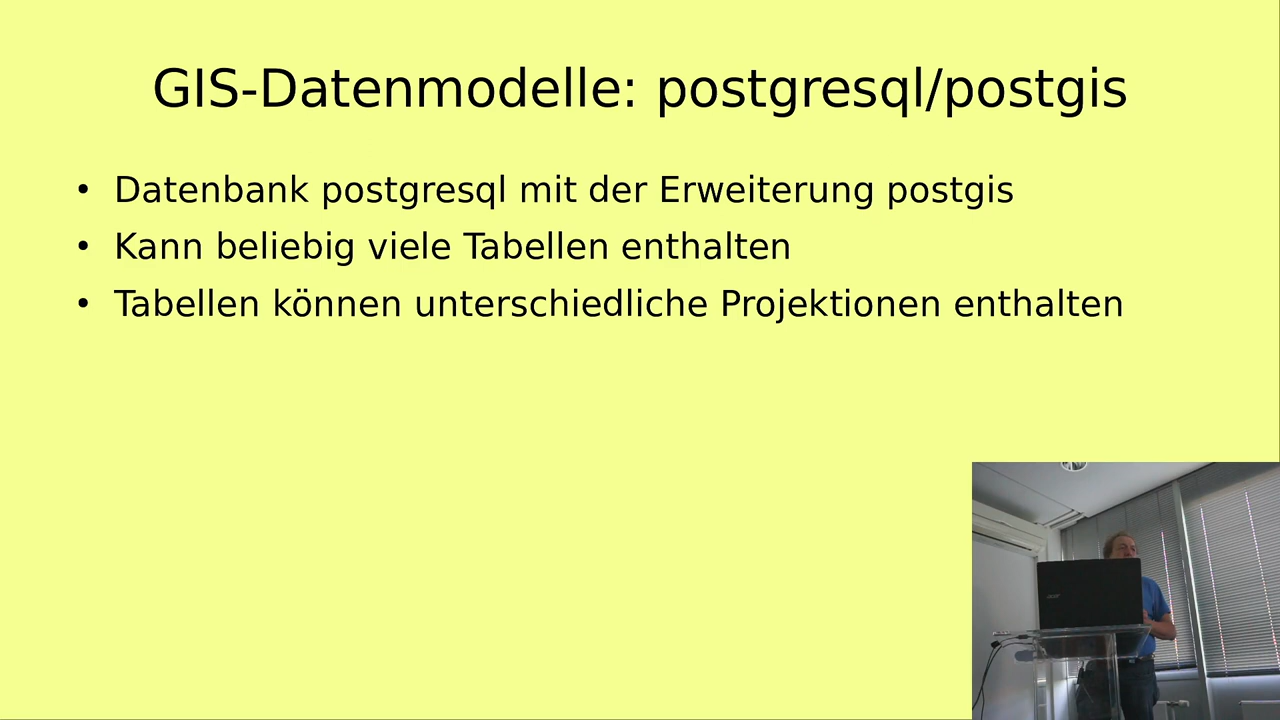 GIS-Datenmodelle: postgresql/postgis
• Datenbank postgresql mit der Erweiterung postgis
• Kann beliebig viele Tabellen enthalten
• Tabellen können unterschiedliche Projektionen enthalten